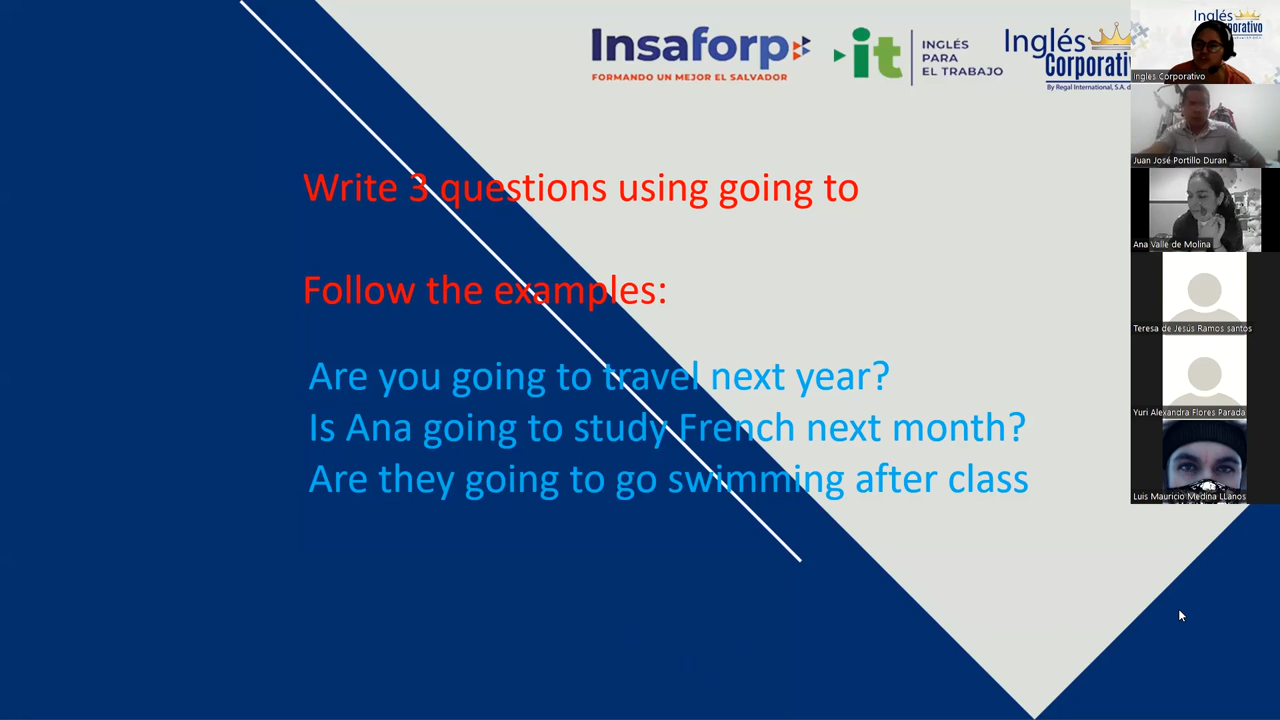 Insaforp
FORMANDO UN MEJOR EL SALVADOR
it
INGLÉS
PARA
EL TRABAJO
Inglés
Corporativ
By Regal International, S.A. d
Write 3 questions using going to
Follow the examples:
Are you going to travel next year?
Is Ana going to study French next month?
Are they going to go swimming after class
Inglés
Ingles Corporativo
Juan José Portillo Duran
Ana Valle de Molina
Teresa de Jesús Ramos santos
Yuri Alexandra Flores Parada
Luis Mauricio Medina LLanos